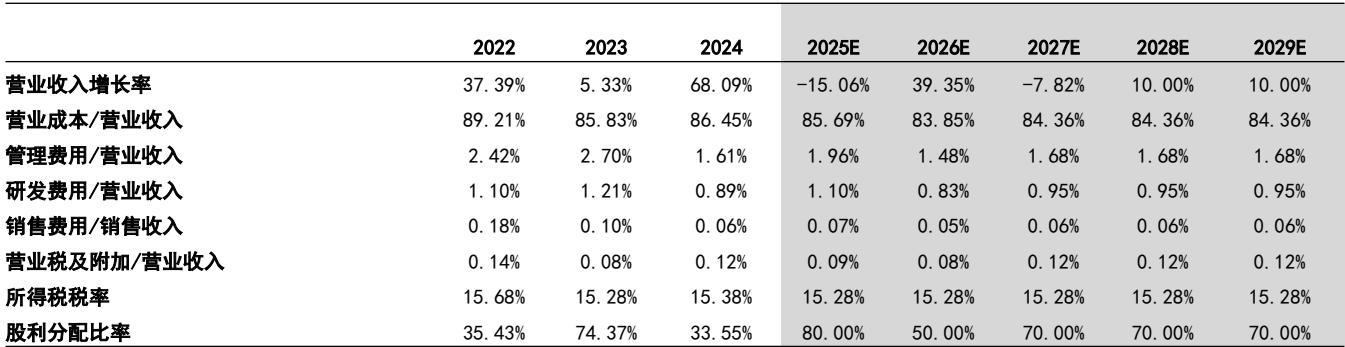 2022 2023 2024 2025E 2026E 2027E 2028E 2029E
营业收入增长率 37.39% 5.33% 68.09% -15.06% 39.35% -7.82% 10.00% 10.00%
营业成本/营业收入 89.21% 85.83% 86.45% 85.69% 83.85% 84.36% 84.36% 84.36%
管理费用/营业收入 2.42% 2.70% 1.61% 1.96% 1.48% 1.68% 1.68% 1.68%
研发费用/营业收入 1.10% 1.21% 0.89% 1.10% 0.83% 0.95% 0.95% 0.95%
销售费用/销售收入 0.18% 0.10% 0.06% 0.07% 0.05% 0.06% 0.06% 0.06%
营业税及附加/营业收入 0.14% 0.08% 0.12% 0.09% 0.08% 0.12% 0.12% 0.12%
所得税税率 15.68% 15.28% 15.38% 15.28% 15.28% 15.28% 15.28% 15.28%
股利分配比率 35.43% 74.37% 33.55% 80.00% 50.00% 70.00% 70.00% 70.00%